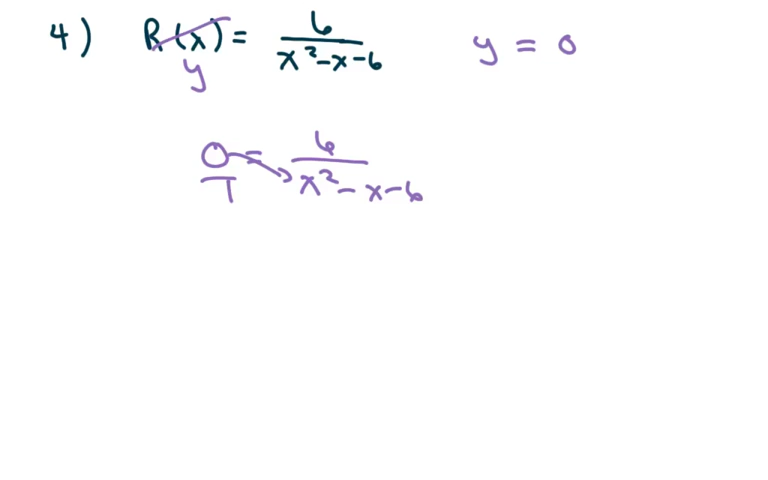 4) R(x) = 6/(x²-x-6) y = 0
y
0/1 = 6/(x²-x-6)